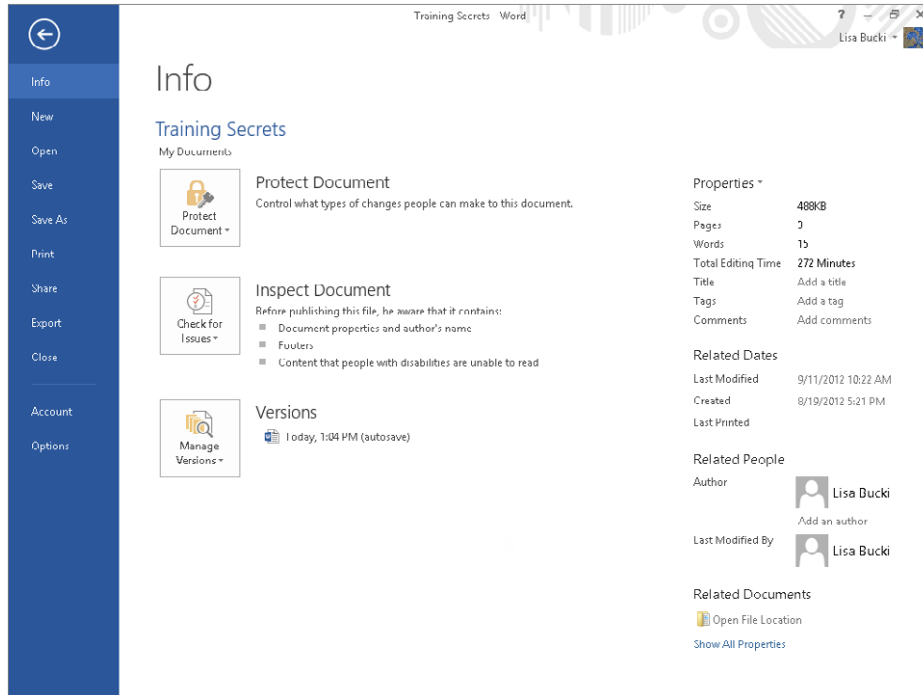 Training Secrets Word
?
Lisa Bucki
Info
New
Open
Save
Save As
Print
Share
Export
Close
Account
Options
Info
Training Secrets
My Documents
Protect Document
Protect Document
Control what types of changes people can make to this document.
Check for Issues
Inspect Document
Before publishing this file, be aware that it contains:
Document properties and author's name
Footers
Content that people with disabilities are unable to read
Manage Versions
Versions
Today, 1:04 PM (autosave)
Properties
Size 488KB
Pages
Words 15
Total Editing Time 272 Minutes
Title Add a title
Tags Add a tag
Comments Add comments
Related Dates
Last Modified 9/11/2012 10:22 AM
Created 8/19/2012 5:21 PM
Last Printed
Related People
Author Lisa Bucki
Add an author
Last Modified By Lisa Bucki
Related Documents
Open File Location
Show All Properties